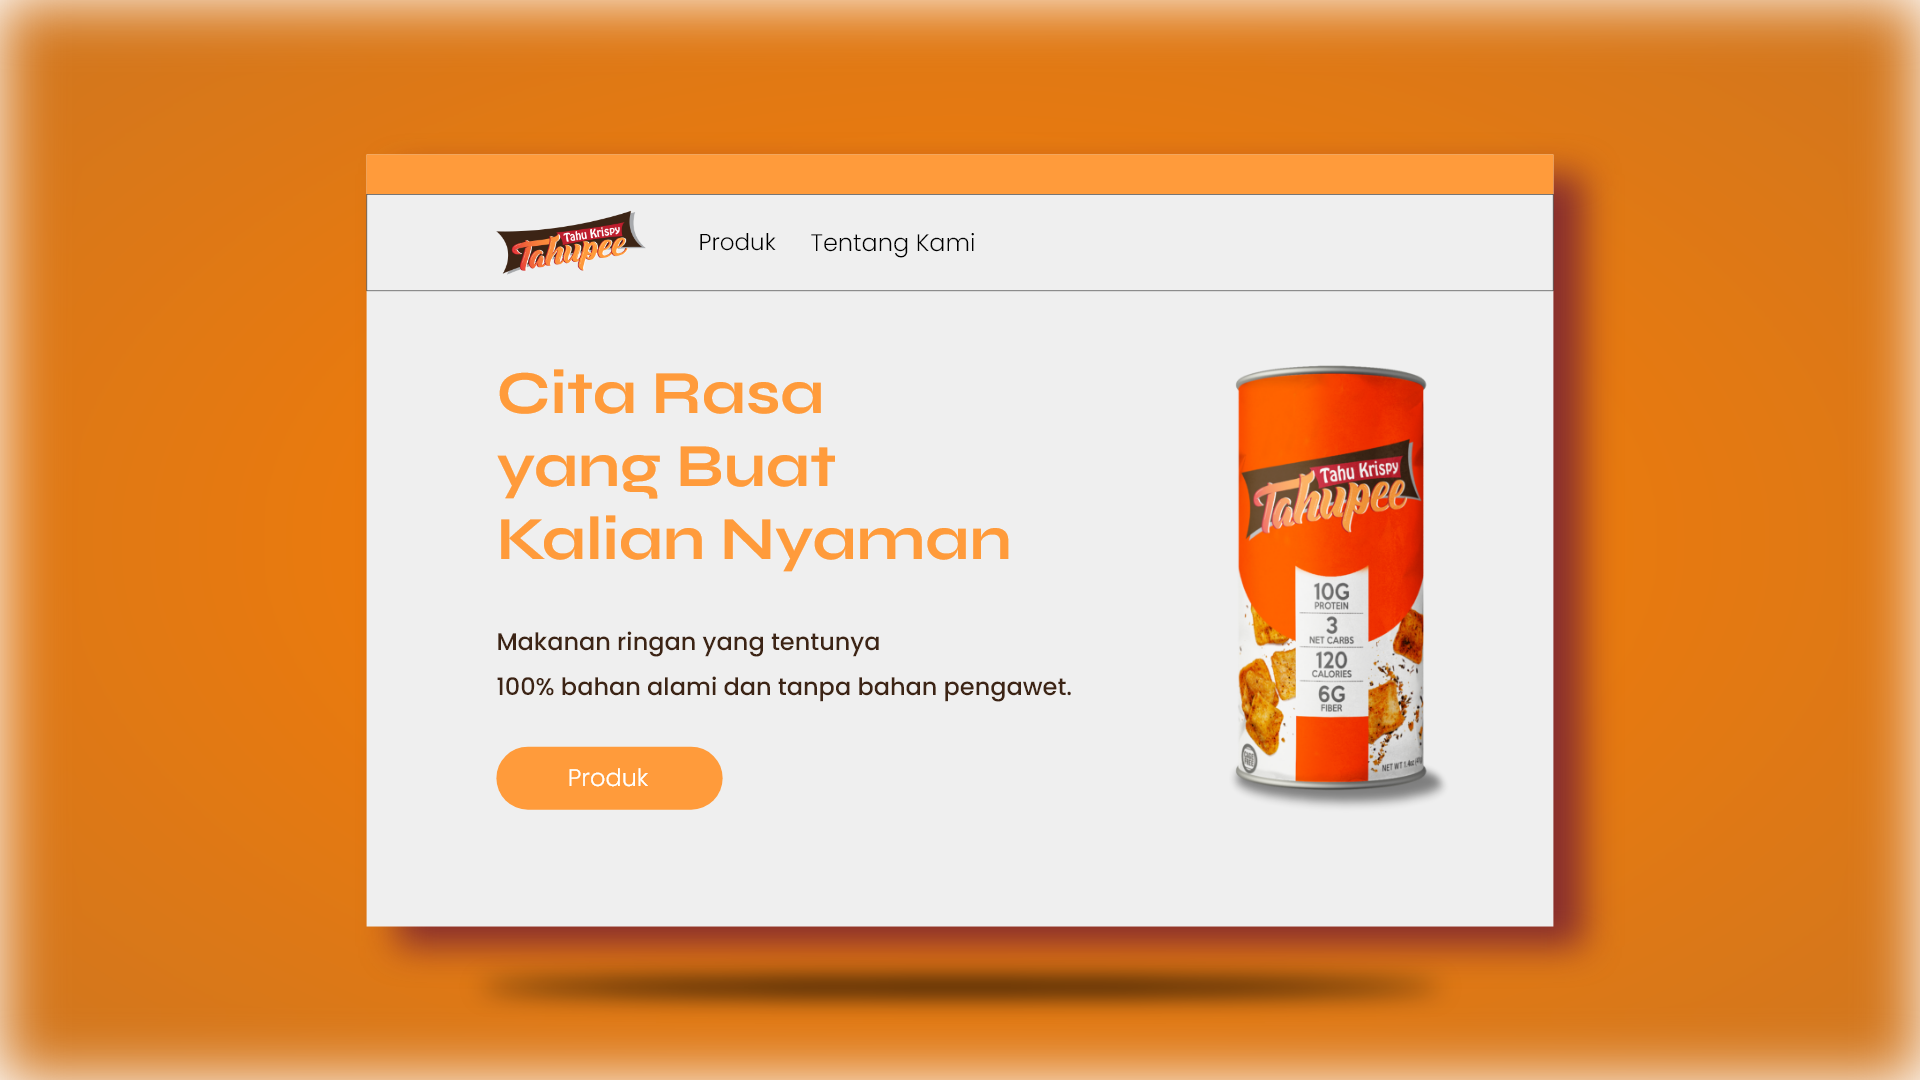 Tahu Krispy
Tahupee
Produk
Tentang Kami
Cita Rasa
yang Buat
Kalian Nyaman
Makanan ringan yang tentunya
100% bahan alami dan tanpa bahan pengawet.
Produk
Tahu Krispy
Tahupee
10G
PROTEIN
3
NET CARBS
120
CALORIES
6G
FIBER
NET WT 1.4oz